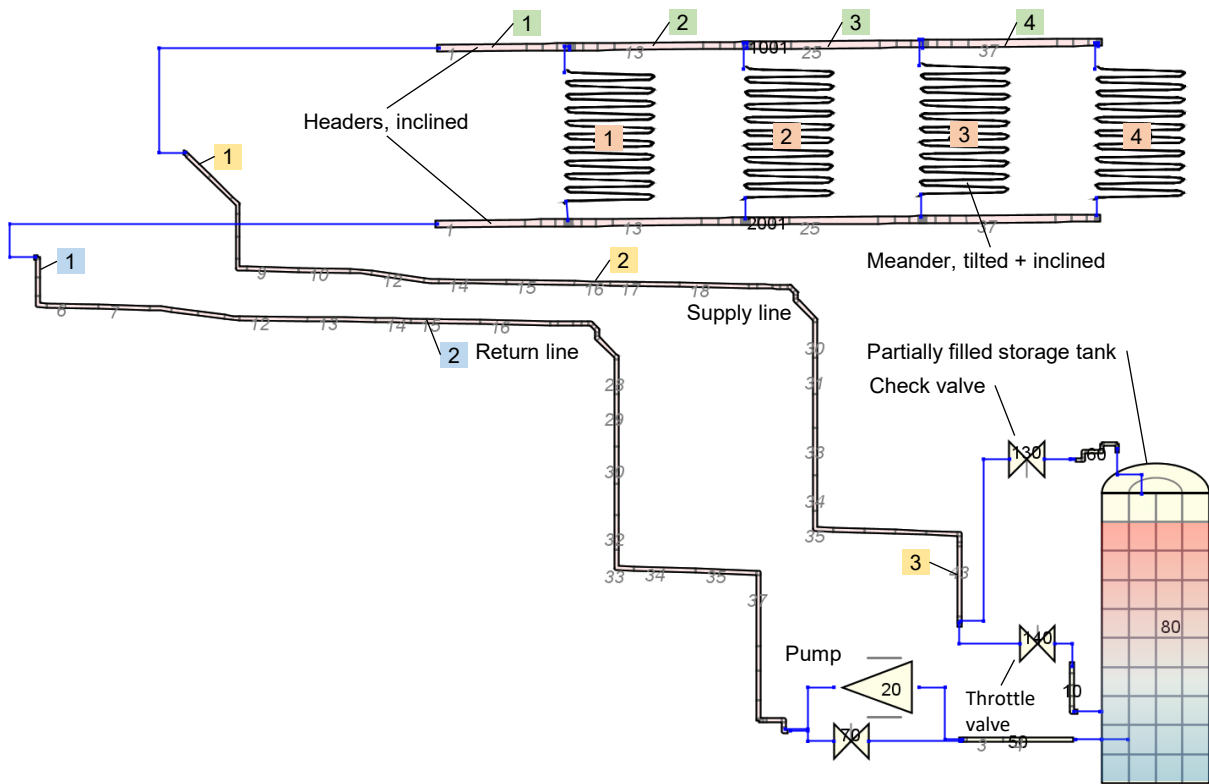 1 2 3 4
1 13 1001 25 37
Headers, inclined
1 2 3 4
1
1 13 2001 25 37
1
2
Meander, tilted + inclined
9 10 12 14 15 16 17 18
6 7 12 13 14 15 16
Supply line
2 Return line
Partially filled storage tank
Check valve
30
31
28
29
33
130 60
30
34
35
32
33 34 35
3
43
37
80
140
Pump
20
Throttle
valve
10
70
3 50